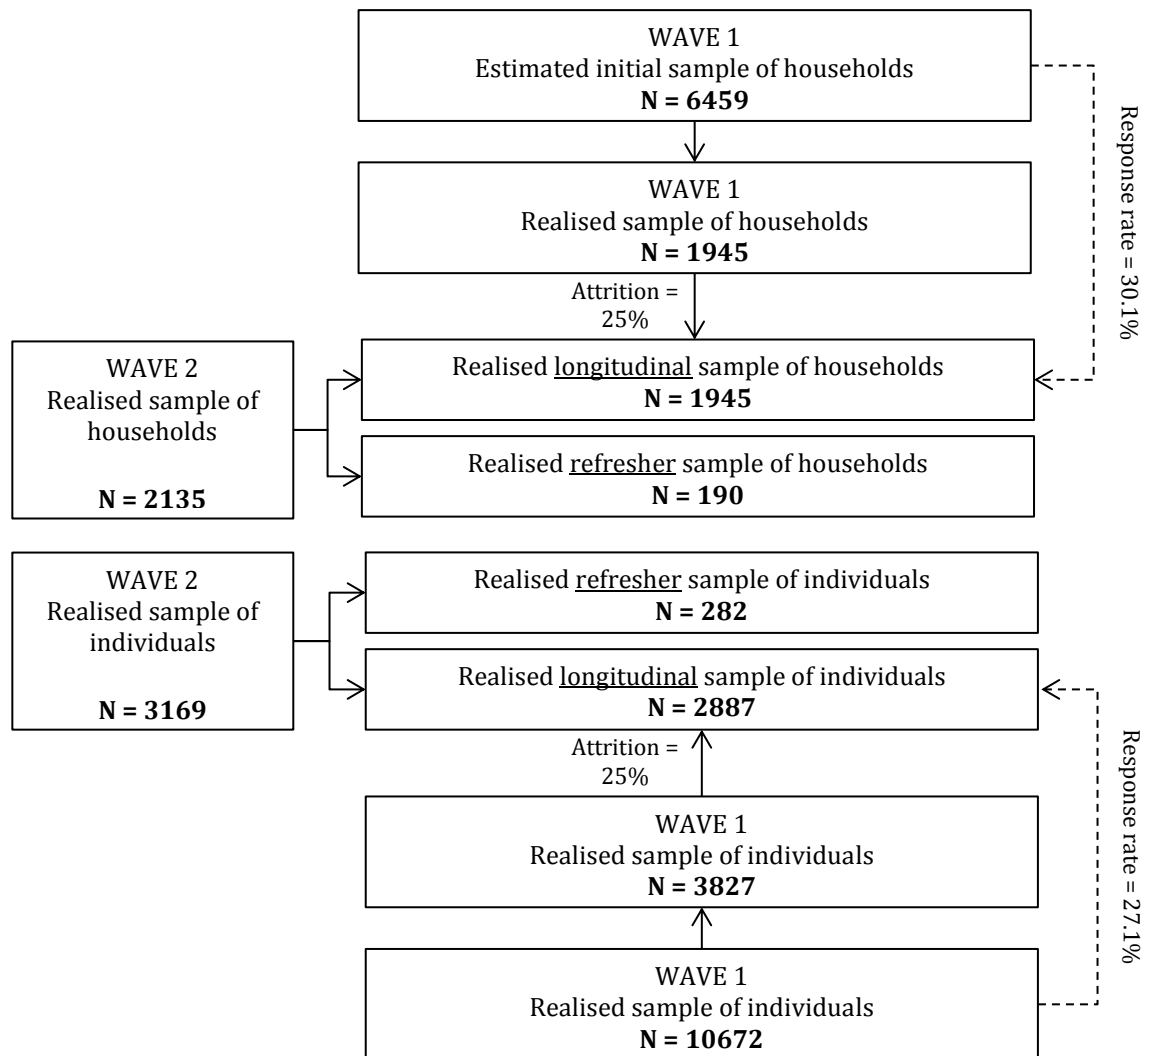 WAVE 1
Estimated initial sample of households
N = 6459
Response rate = 30.1%
WAVE 1
Realised sample of households
N = 1945
Attrition =
25%
WAVE 2
Realised sample of
households
N = 2135
Realised longitudinal sample of households
N = 1945
Realised refresher sample of households
N = 190
WAVE 2
Realised sample of
individuals
N = 3169
Realised refresher sample of individuals
N = 282
Realised longitudinal sample of individuals
N = 2887
Attrition =
25%
Response rate = 27.1%
WAVE 1
Realised sample of individuals
N = 3827
WAVE 1
Realised sample of individuals
N = 10672